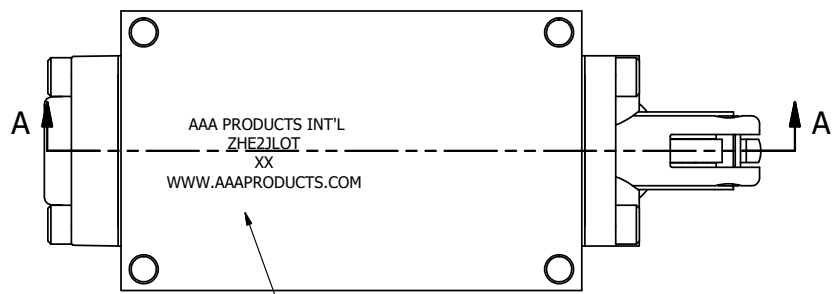 A
A
AAA PRODUCTS INT'L
ZHE2JLOT
XX
WWW.AAAPRODUCTS.COM